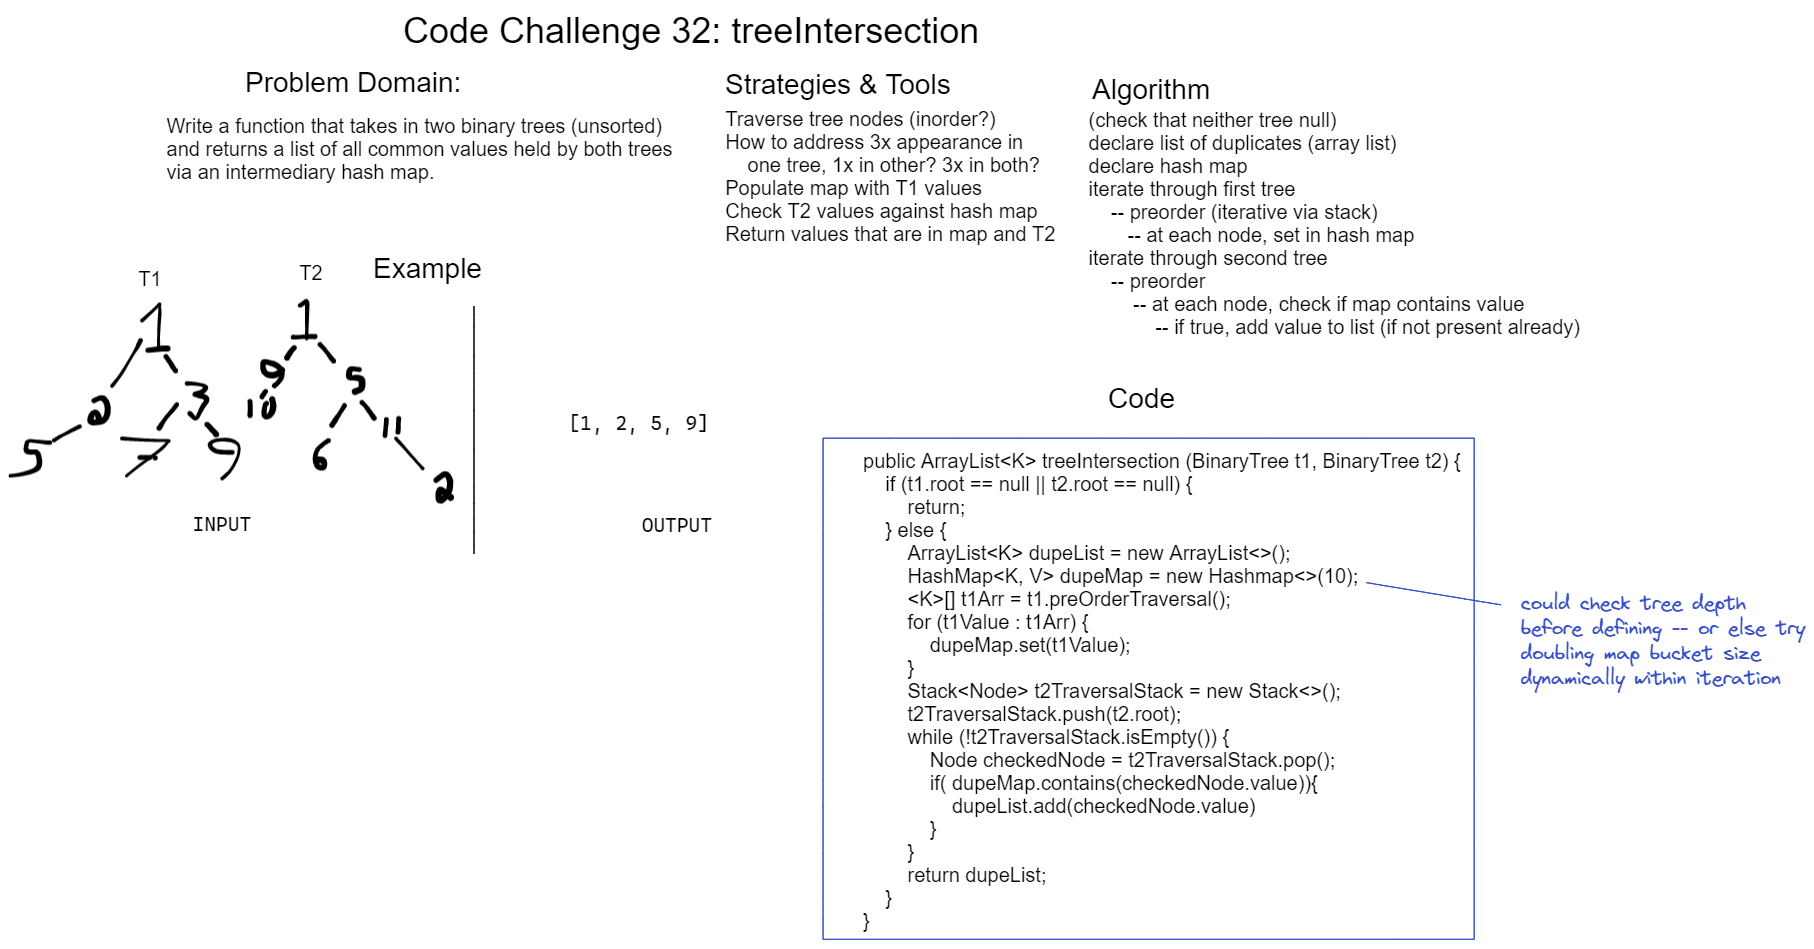 Code Challenge 32: treeIntersection
Problem Domain:
Write a function that takes in two binary trees (unsorted)
and returns a list of all common values held by both trees
via an intermediary hash map.
Strategies & Tools
Traverse tree nodes (inorder?)
How to address 3x appearance in
one tree, 1x in other? 3x in both?
Populate map with T1 values
Check T2 values against hash map
Return values that are in map and T2
Algorithm
(check that neither tree null)
declare list of duplicates (array list)
declare hash map
iterate through first tree
-- preorder (iterative via stack)
-- at each node, set in hash map
iterate through second tree
-- preorder
-- at each node, check if map contains value
-- if true, add value to list (if not present already)
Example
T1
1
2 3
5 7 9
T2
1
9 5
10 6 11
2
INPUT
[1, 2, 5, 9]
OUTPUT
Code
public ArrayList<K> treeIntersection (BinaryTree t1, BinaryTree t2) {
if (t1.root == null || t2.root == null) {
return;
} else {
ArrayList<K> dupeList = new ArrayList<>();
HashMap<K, V> dupeMap = new Hashmap<>(10);
<K>[] t1Arr = t1.preOrderTraversal();
for (t1Value : t1Arr) {
dupeMap.set(t1Value);
}
Stack<Node> t2TraversalStack = new Stack<>();
t2TraversalStack.push(t2.root);
while (!t2TraversalStack.isEmpty()) {
Node checkedNode = t2TraversalStack.pop();
if( dupeMap.contains(checkedNode.value)){
dupeList.add(checkedNode.value)
}
}
return dupeList;
}
}
could check tree depth
before defining -- or else try
doubling map bucket size
dynamically within iteration